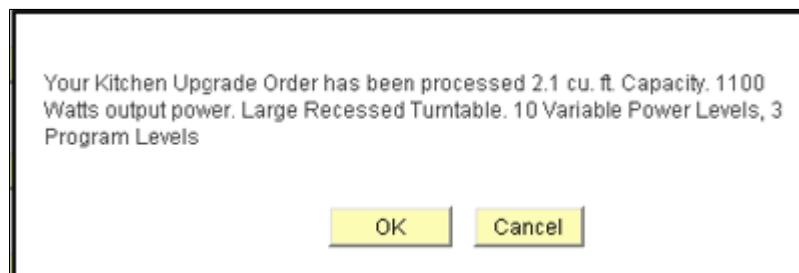 Your Kitchen Upgrade Order has been processed 2.1 cu. ft. Capacity. 1100
Watts output power. Large Recessed Turntable. 10 Variable Power Levels, 3
Program Levels
OK Cancel